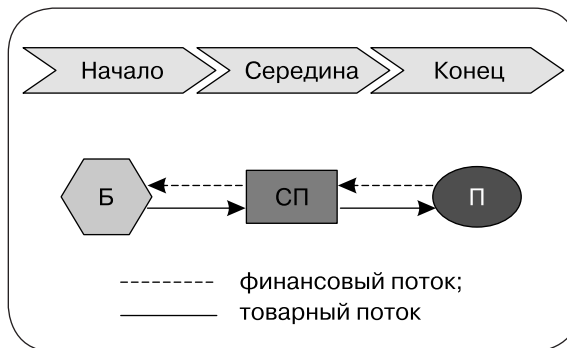 Начало Середина Конец
Б СП П
финансовый поток;
товарный поток